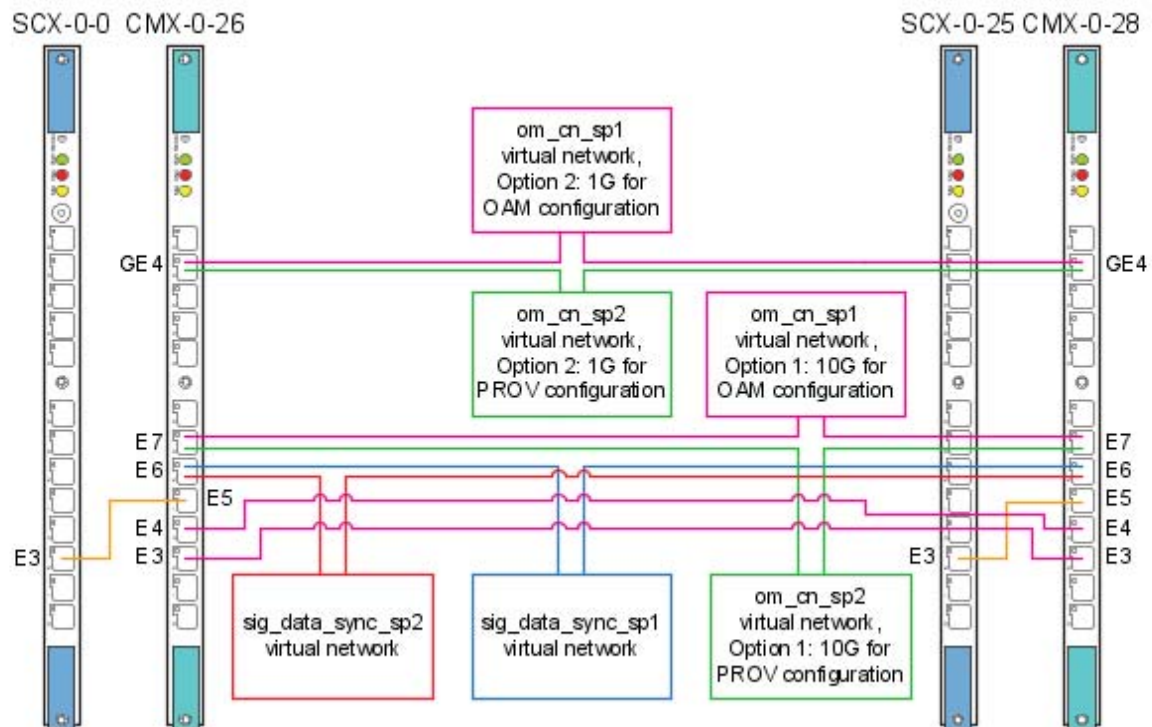 SCX-0-0 CMX-0-26
SCX-0-25 CMX-0-28
om_cn_sp1
virtual network,
Option 2: 1G for
OAM configuration
GE4
GE4
om_cn_sp2
virtual network,
Option 2: 1G for
PROV configuration
om_cn_sp1
virtual network,
Option 1: 10G for
OAM configuration
E7
E7
E6
E6
E5
E5
E4
E4
E3
E3
E3
E3
sig_data_sync_sp2
virtual network
sig_data_sync_sp1
virtual network
om_cn_sp2
virtual network,
Option 1: 10G for
PROV configuration